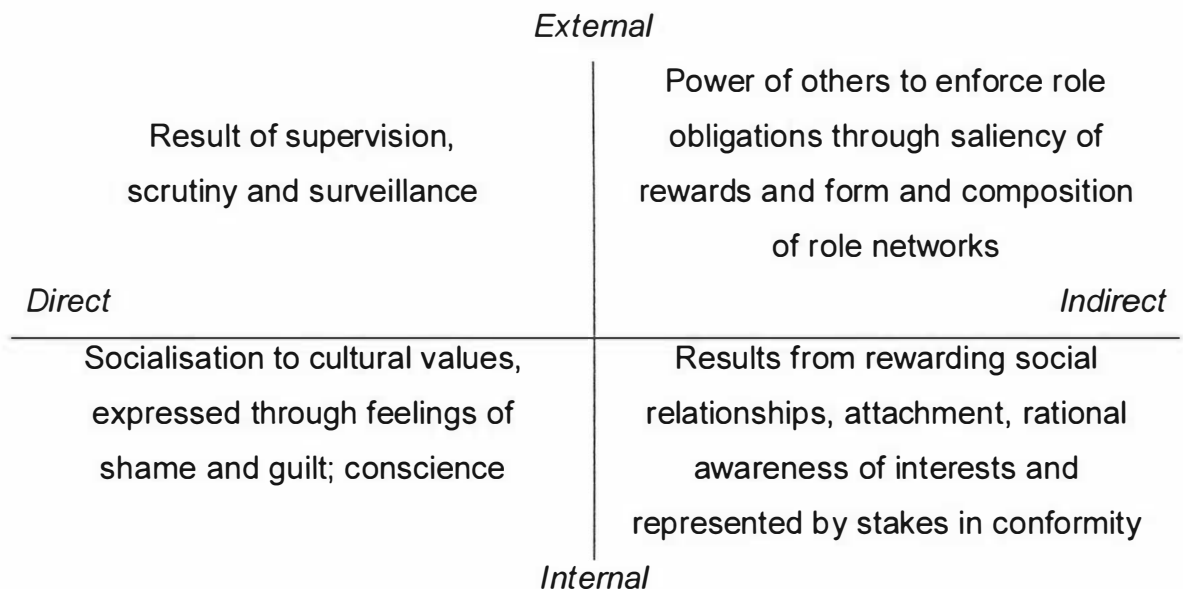 External
Result of supervision,
scrutiny and surveillance
Power of others to enforce role
obligations through saliency of
rewards and form and composition
of role networks
Direct
Indirect
Socialisation to cultural values,
expressed through feelings of
shame and guilt; conscience
Results from rewarding social
relationships, attachment, rational
awareness of interests and
represented by stakes in conformity
Internal